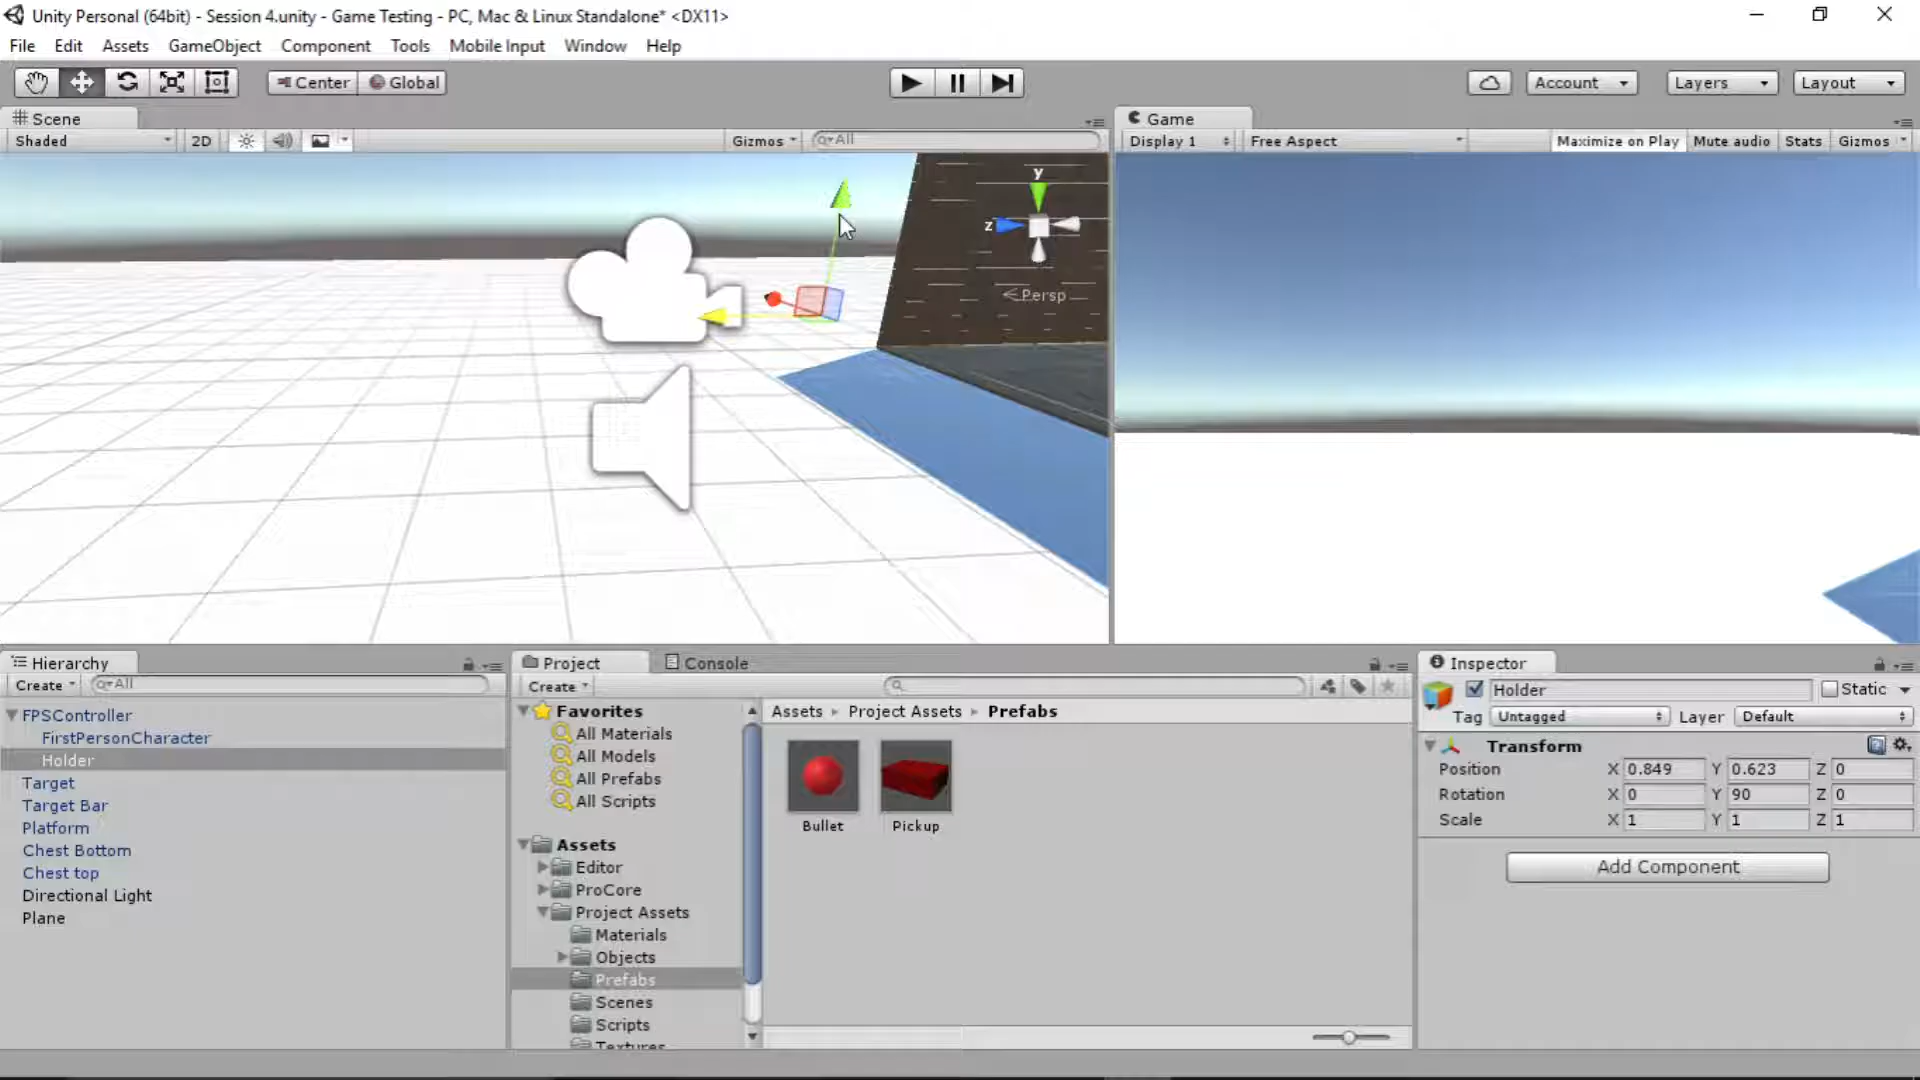 Unity Personal (64bit) - Session 4.unity - Game Testing - PC, Mac & Linux Standalone* <DX11>
File Edit Assets GameObject Component Tools Mobile Input Window Help
Center Global Account Layers Layout
Scene
Shaded 2D Gizmos All
y
z
Persp
Game
Display 1 Free Aspect Maximize on Play Mute audio Stats Gizmos
Hierarchy
Create All
FPSController
FirstPersonCharacter
Holder
Target
Target Bar
Platform
Chest Bottom
Chest top
Directional Light
Plane
Project Console
Create
Favorites
All Materials
All Models
All Prefabs
All Scripts
Assets
Editor
ProCore
Project Assets
Materials
Objects
Prefabs
Scenes
Scripts
Textures
Assets Project Assets Prefabs
Bullet Pickup
Inspector
Holder Static
Tag Untagged Layer Default
Transform
Position X 0.849 Y 0.623 Z 0
Rotation X 0 Y 90 Z 0
Scale X 1 Y 1 Z 1
Add Component